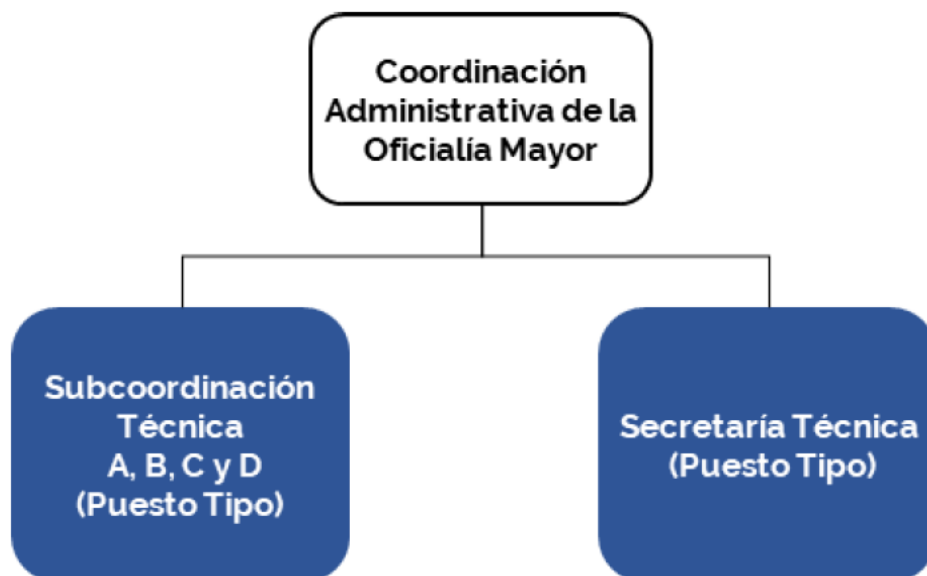 Coordinación
Administrativa de la
Oficialía Mayor
Subcoordinación
Técnica
A, B, C y D
(Puesto Tipo)
Secretaría Técnica
(Puesto Tipo)